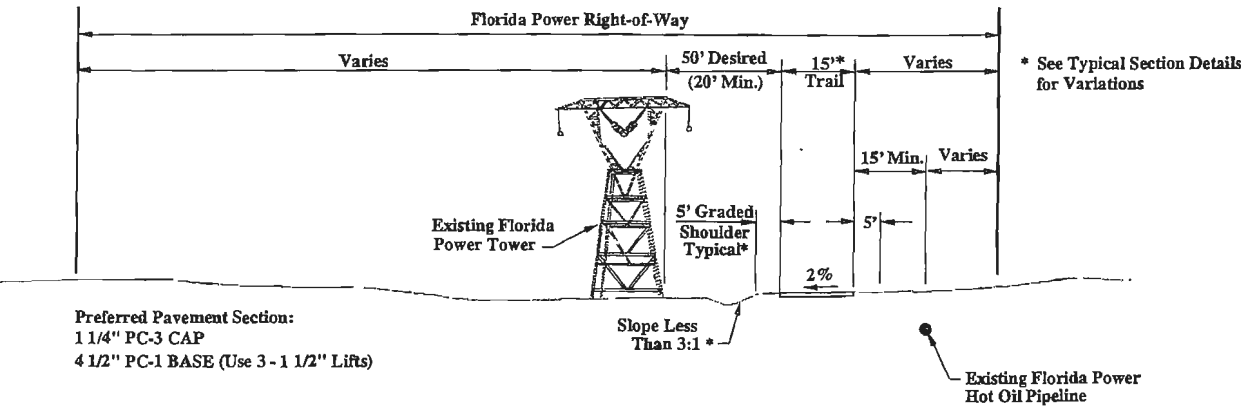 Florida Power Right-of-Way
Varies
50' Desired
(20' Min.)
15'*
Trail
Varies
* See Typical Section Details
for Variations
15' Min.
Varies
5' Graded
Shoulder
Typical*
5'
Existing Florida
Power Tower
2%
Preferred Pavement Section:
1 1/4" PC-3 CAP
4 1/2" PC-1 BASE (Use 3 - 1 1/2" Lifts)
Slope Less
Than 3:1 *
Existing Florida Power
Hot Oil Pipeline